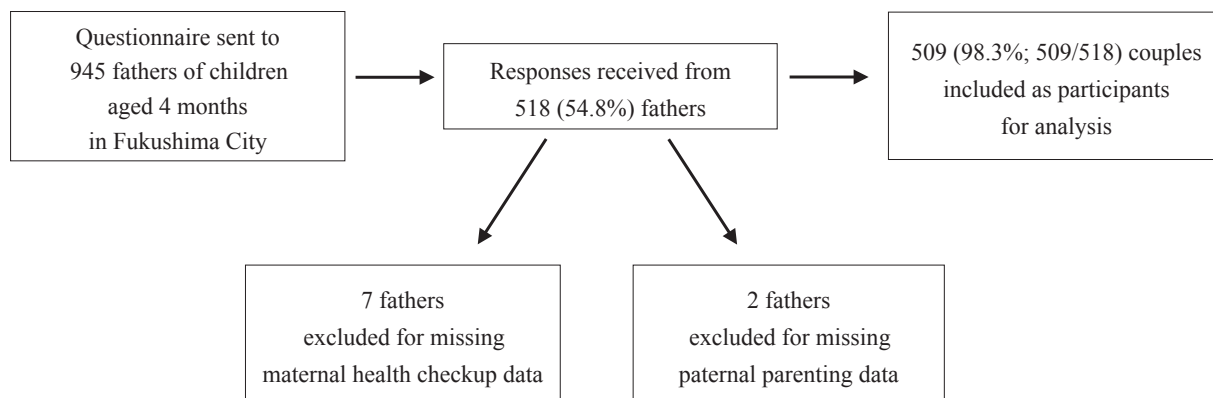 Questionnaire sent to
945 fathers of children
aged 4 months
in Fukushima City
Responses received from
518 (54.8%) fathers
509 (98.3%; 509/518) couples
included as participants
for analysis
7 fathers
excluded for missing
maternal health checkup data
2 fathers
excluded for missing
paternal parenting data